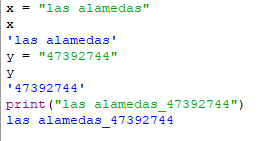 x = "las alamedas"
x
'las alamedas'
y = "47392744"
y
'47392744'
print("las alamedas_47392744")
las alamedas_47392744